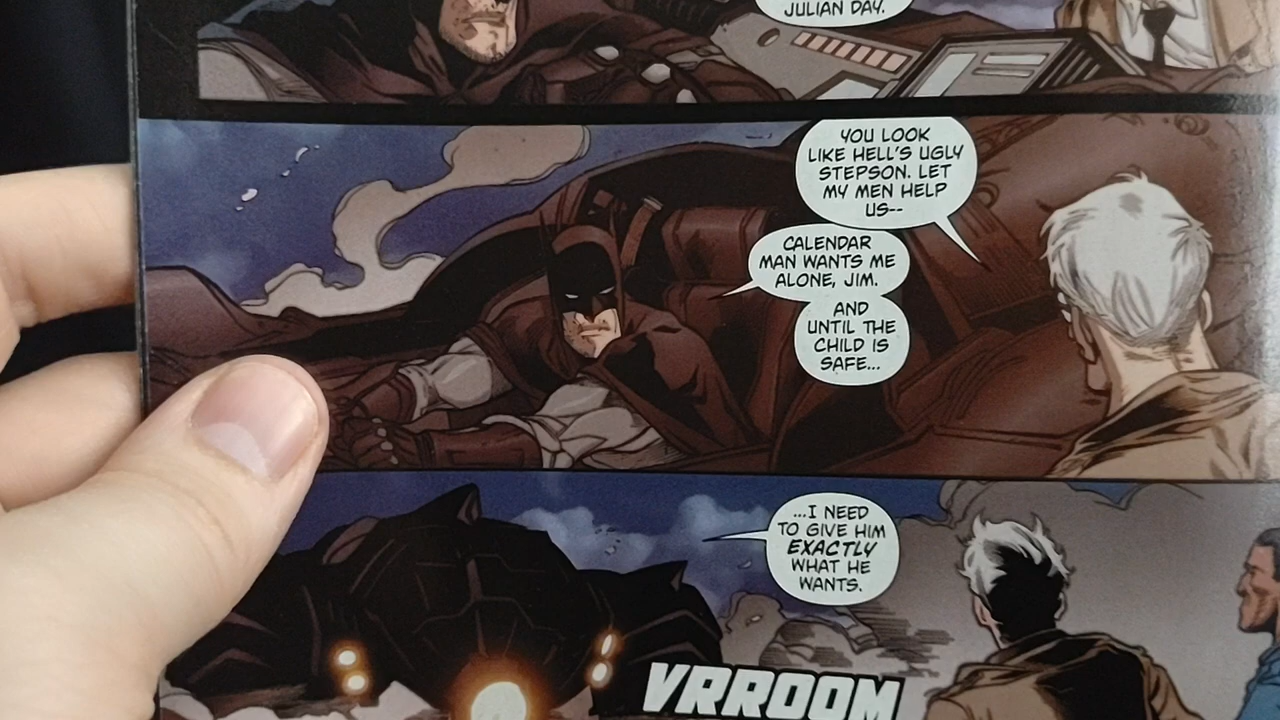 JULIAN DAY.
YOU LOOK
LIKE HELL'S UGLY
STEPSON. LET
MY MEN HELP
US--
CALENDAR
MAN WANTS ME
ALONE, JIM.
AND
UNTIL THE
CHILD IS
SAFE...
...I NEED
TO GIVE HIM
EXACTLY
WHAT HE
WANTS.
VRROOM